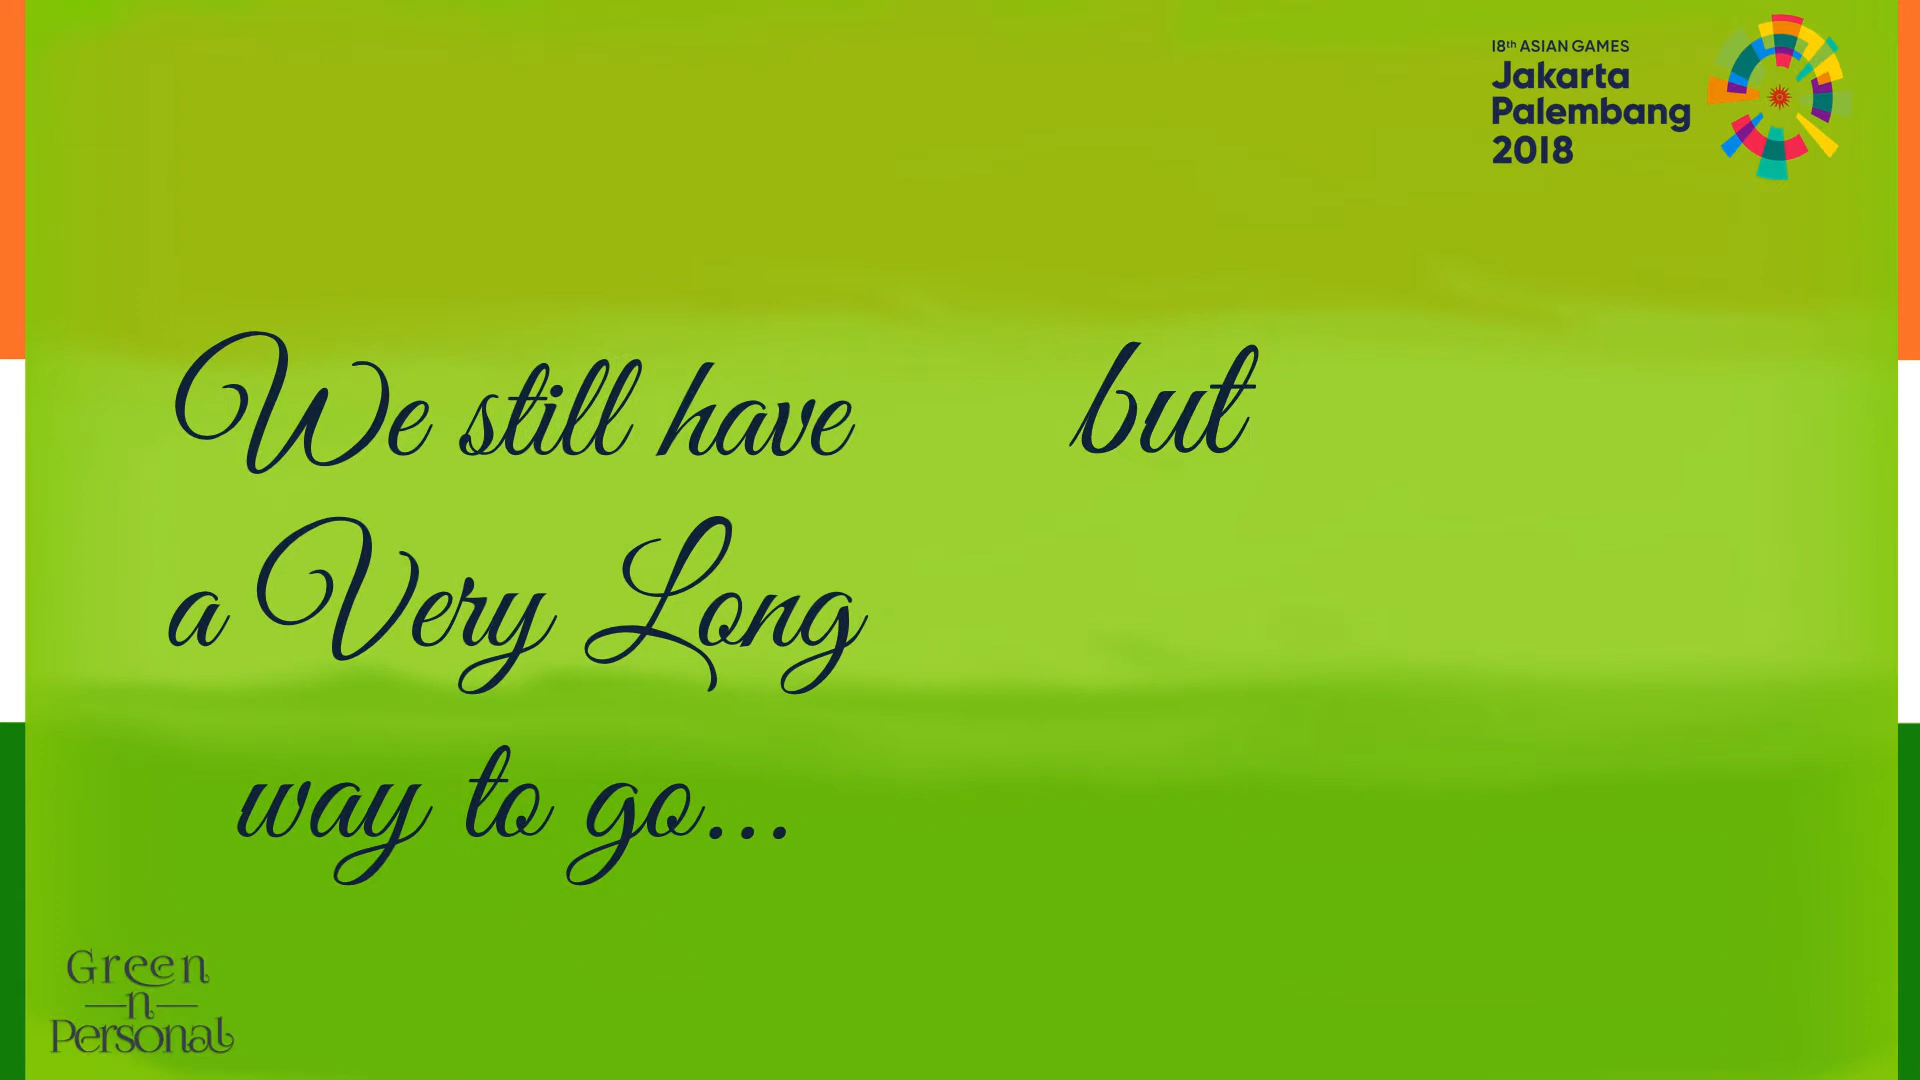 18th ASIAN GAMES
Jakarta
Palembang
2018
We still have
a Very Long
way to go...
but
Green
n
Personal